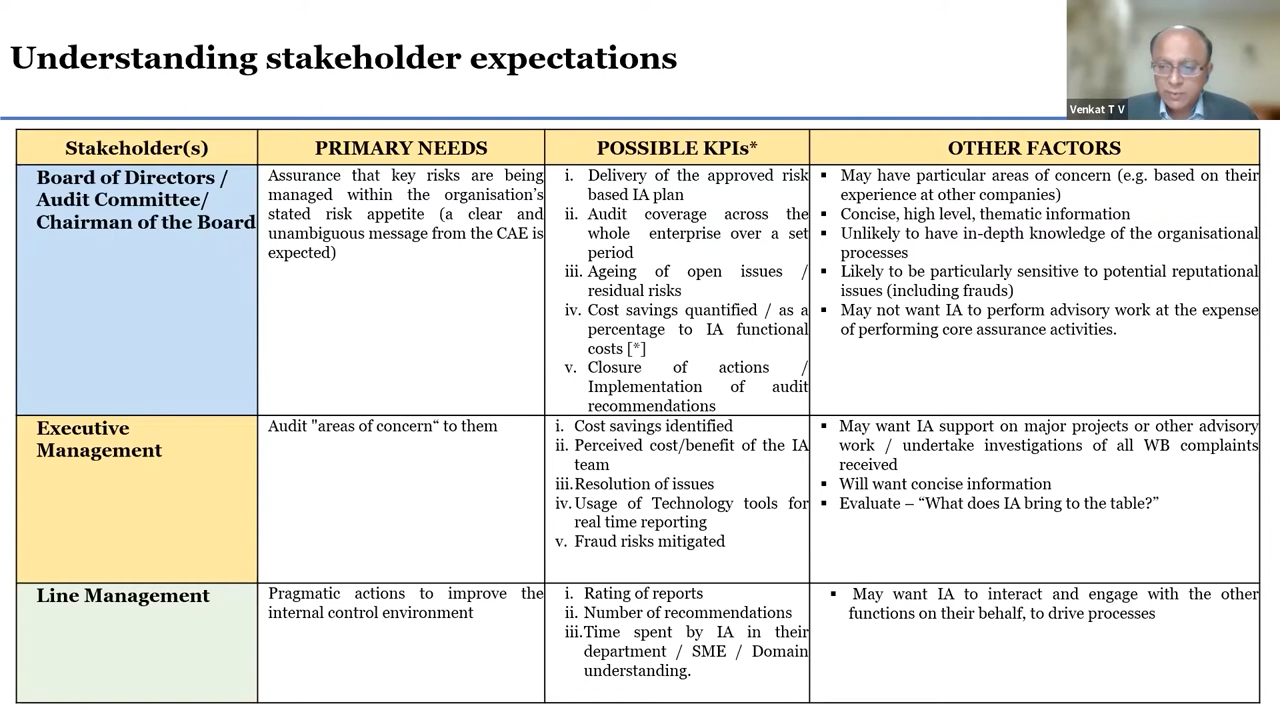 Understanding stakeholder expectations
Venkat T V
Stakeholder(s)
PRIMARY NEEDS
POSSIBLE KPIs*
OTHER FACTORS
Board of Directors /
Audit Committee/
Chairman of the Board
Assurance that key risks are being
managed within the organisation's
stated risk appetite (a clear and
unambiguous message from the CAE is
expected)
i. Delivery of the approved risk
based IA plan
ii. Audit coverage across the
whole enterprise over a set
period
iii. Ageing of open issues /
residual risks
iv. Cost savings quantified / as a
percentage to IA functional
costs [*]
v. Closure of actions /
Implementation of audit
recommendations
▪ May have particular areas of concern (e.g. based on their
experience at other companies)
▪ Concise, high level, thematic information
▪ Unlikely to have in-depth knowledge of the organisational
processes
▪ Likely to be particularly sensitive to potential reputational
issues (including frauds)
▪ May not want IA to perform advisory work at the expense
of performing core assurance activities.
Executive
Management
Audit "areas of concern“ to them
i. Cost savings identified
ii. Perceived cost/benefit of the IA
team
iii. Resolution of issues
iv. Usage of Technology tools for
real time reporting
v. Fraud risks mitigated
▪ May want IA support on major projects or other advisory
work / undertake investigations of all WB complaints
received
▪ Will want concise information
▪ Evaluate – “What does IA bring to the table?”
Line Management
Pragmatic actions to improve the
internal control environment
i. Rating of reports
ii. Number of recommendations
iii. Time spent by IA in their
department / SME / Domain
understanding.
▪ May want IA to interact and engage with the other
functions on their behalf, to drive processes